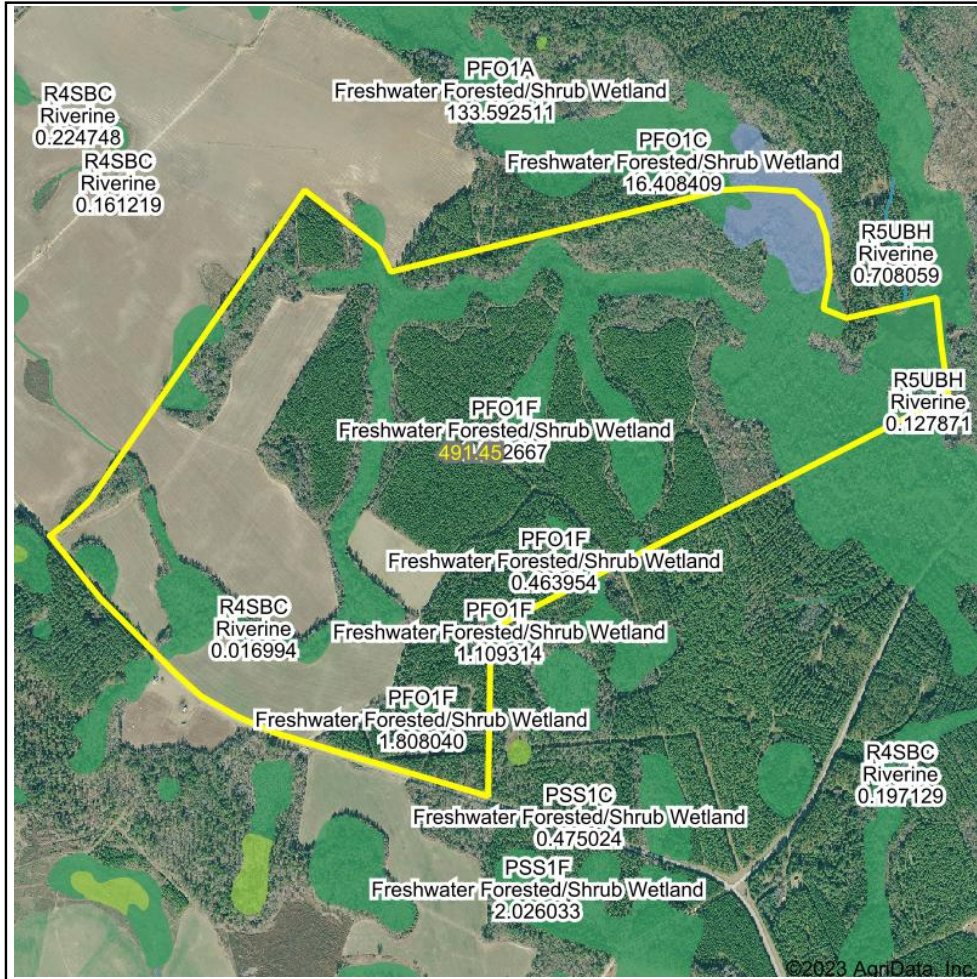 PFO1A
Freshwater Forested/Shrub Wetland
133.592511
R4SBC
Riverine
0.224748
R4SBC
Riverine
0.161219
PFO1C
Freshwater Forested/Shrub Wetland
16.408409
R5UBH
Riverine
0.708059
R5UBH
Riverine
0.127871
PFO1F
Freshwater Forested/Shrub Wetland
491.452667
PFO1F
Freshwater Forested/Shrub Wetland
0.463954
R4SBC
Riverine
0.016994
PFO1F
Freshwater Forested/Shrub Wetland
1.109314
PFO1F
Freshwater Forested/Shrub Wetland
1.808040
R4SBC
Riverine
0.197129
PSS1C
Freshwater Forested/Shrub Wetland
0.475024
PSS1F
Freshwater Forested/Shrub Wetland
2.026033
©2023 AgriData, Inc